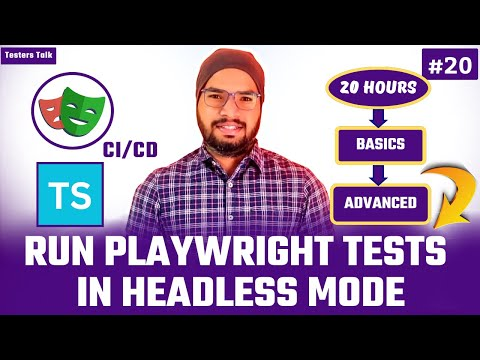 Testers Talk
#20
20 HOURS
CI/CD
BASICS
TS
ADVANCED
RUN PLAYWRIGHT TESTS
IN HEADLESS MODE